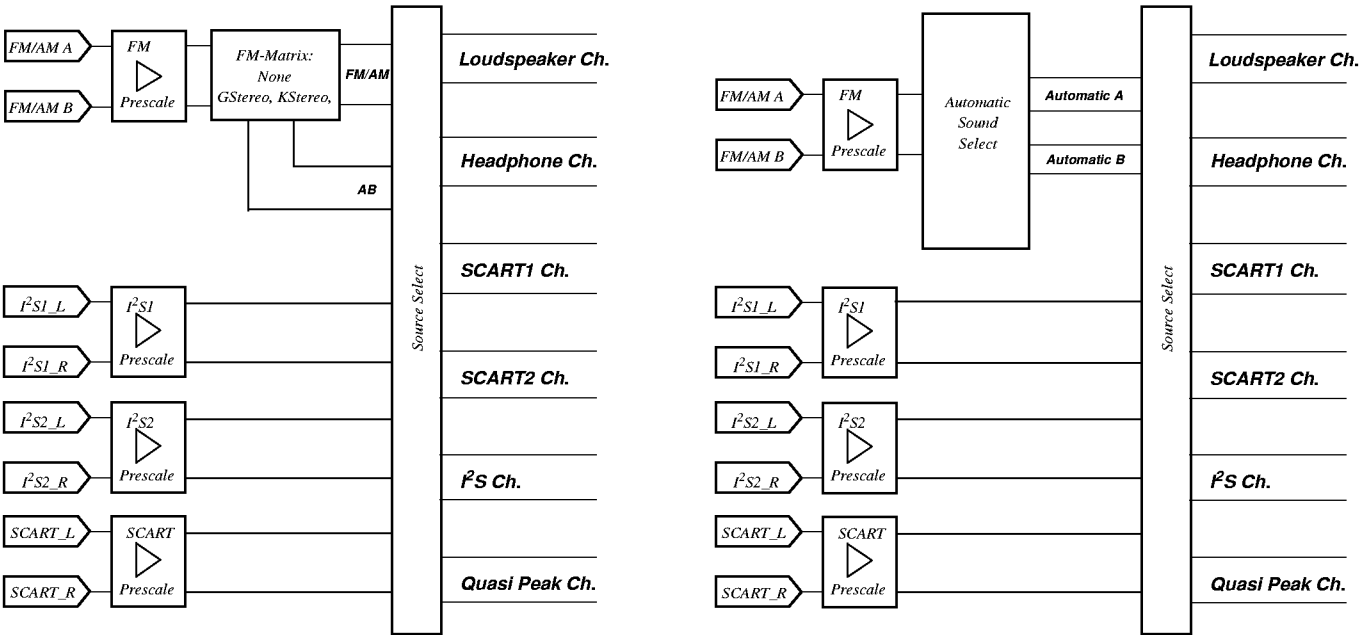 FM/AM A
FM
Prescale
FM/AM B
FM-Matrix:
None
GStereo, KStereo,
FM/AM
AB
I²S1_L
I²S1
I²S1_R
Prescale
I²S2_L
I²S2
I²S2_R
Prescale
SCART_L
SCART
SCART_R
Prescale
Source Select
Loudspeaker Ch.
Headphone Ch.
SCART1 Ch.
SCART2 Ch.
I²S Ch.
Quasi Peak Ch.
FM/AM A
FM
Prescale
FM/AM B
Automatic
Sound
Select
Automatic A
Automatic B
I²S1_L
I²S1
I²S1_R
Prescale
I²S2_L
I²S2
I²S2_R
Prescale
SCART_L
SCART
SCART_R
Prescale
Source Select
Loudspeaker Ch.
Headphone Ch.
SCART1 Ch.
SCART2 Ch.
I²S Ch.
Quasi Peak Ch.